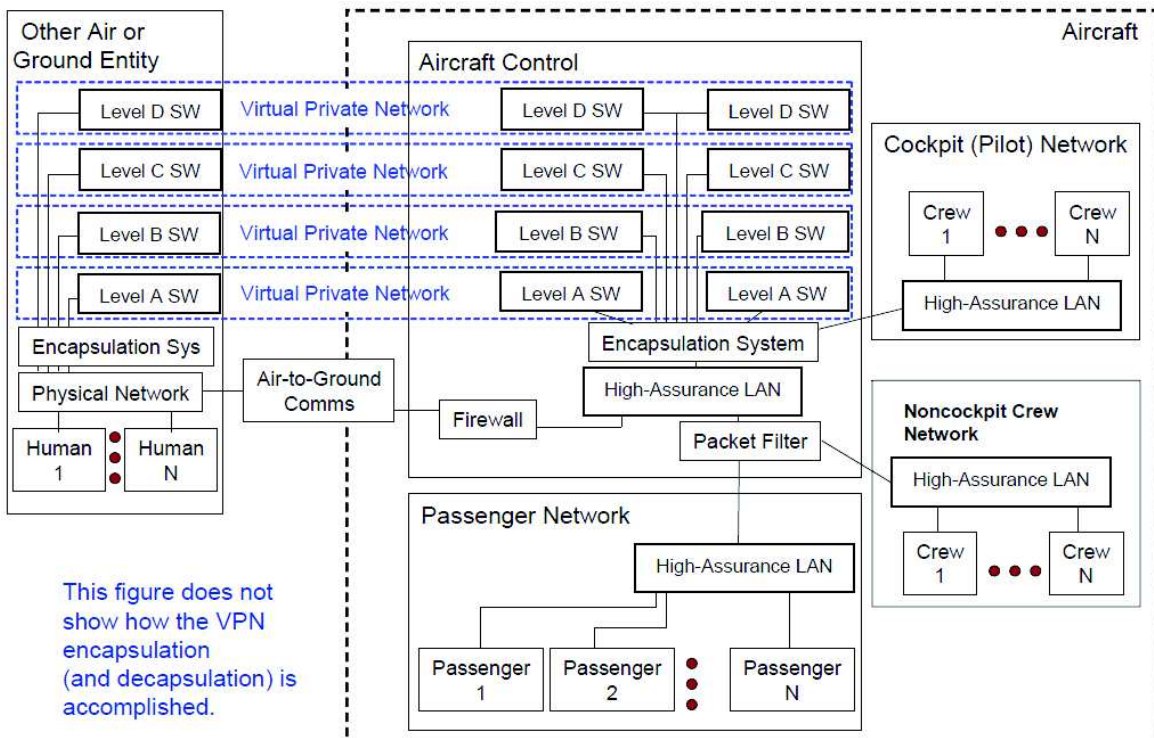 Other Air or
Ground Entity
Level D SW
Level C SW
Level B SW
Level A SW
Encapsulation Sys
Physical Network
Human
1
Human
N
Virtual Private Network
Virtual Private Network
Virtual Private Network
Virtual Private Network
Air-to-Ground
Comms
Aircraft
Aircraft Control
Level D SW
Level D SW
Level C SW
Level C SW
Level B SW
Level B SW
Level A SW
Level A SW
Encapsulation System
High-Assurance LAN
Firewall
Packet Filter
Cockpit (Pilot) Network
Crew
1
Crew
N
High-Assurance LAN
Noncockpit Crew
Network
High-Assurance LAN
Crew
1
Crew
N
Passenger Network
High-Assurance LAN
Passenger
1
Passenger
2
Passenger
N
This figure does not
show how the VPN
encapsulation
(and decapsulation) is
accomplished.